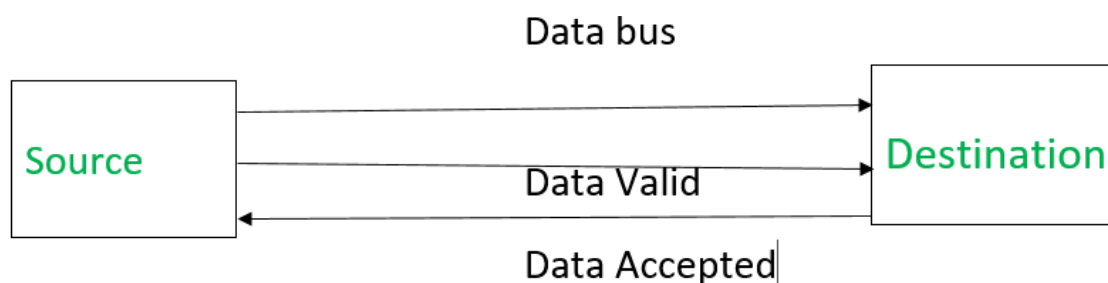 Data bus
Source
Destination
Data Valid
Data Accepted